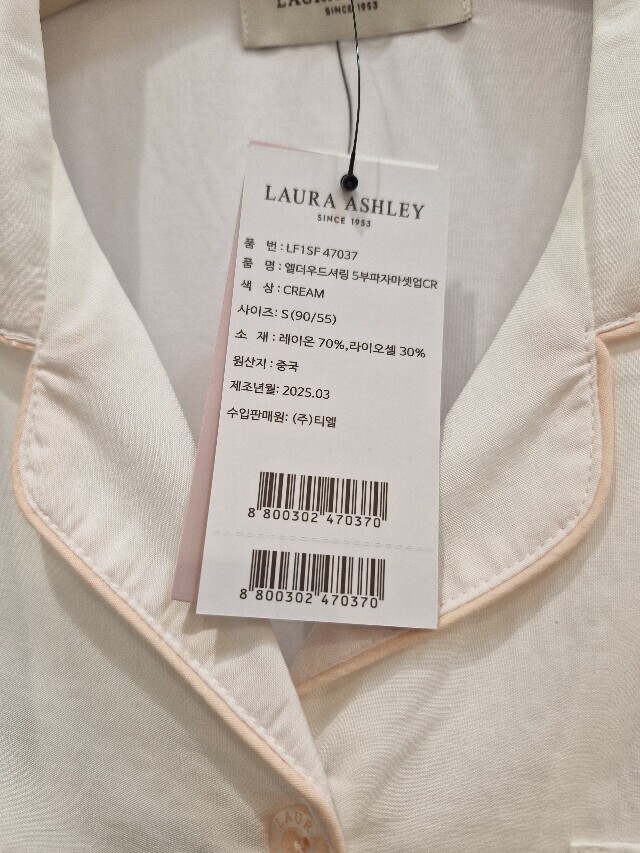 LAURA
SINCE 1953
LAURA ASHLEY
SINCE 1953
품 번 : LF1SF 47037
품 명 : 엘더우드셔링 5부파자마셋업CR
색 상 : CREAM
사이즈: S(90/55)
소 재 : 레이온 70%,라이오셀 30%
원산지 : 중국
제조년월: 2025.03
수입판매원: (주)티엘
8 800302 470370
8 800302 470370
LAUR